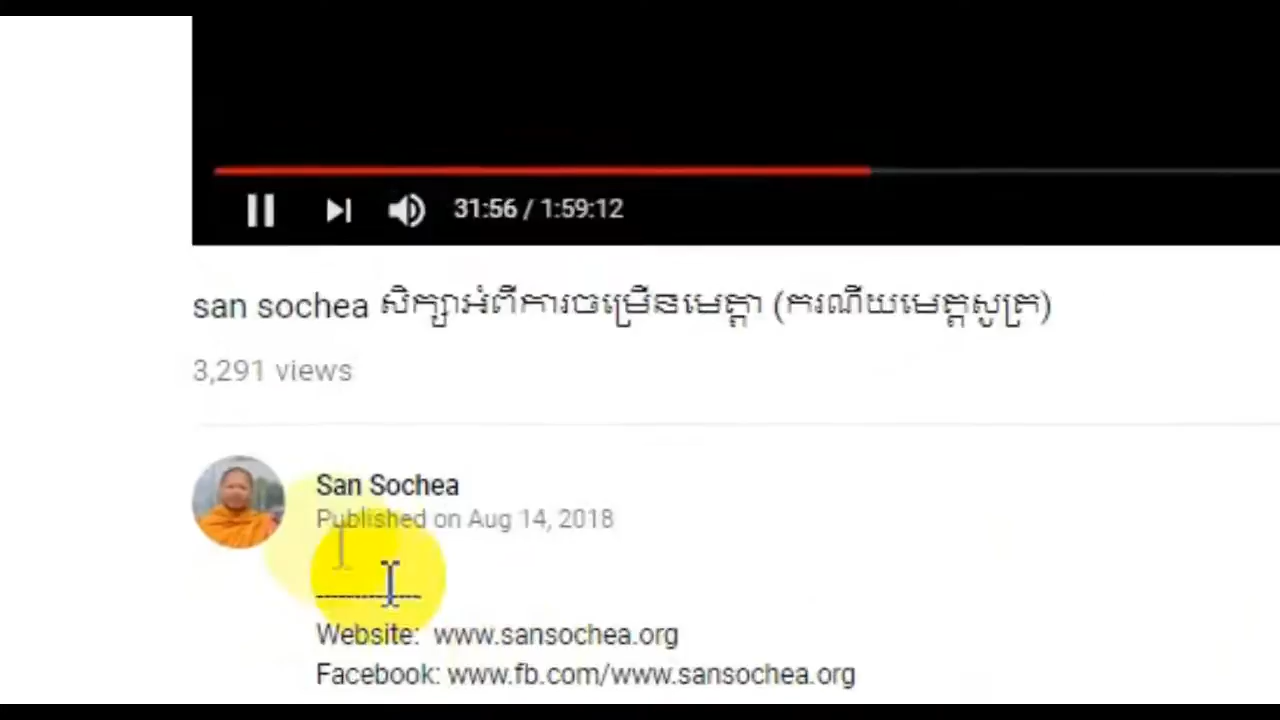 31:56 / 1:59:12
san sochea សិក្សាអំពីការចម្រើនមេត្តា (ករណីយមេត្តសូត្រ)
3,291 views
San Sochea
Published on Aug 14, 2018
Website: www.sansochea.org
Facebook: www.fb.com/www.sansochea.org